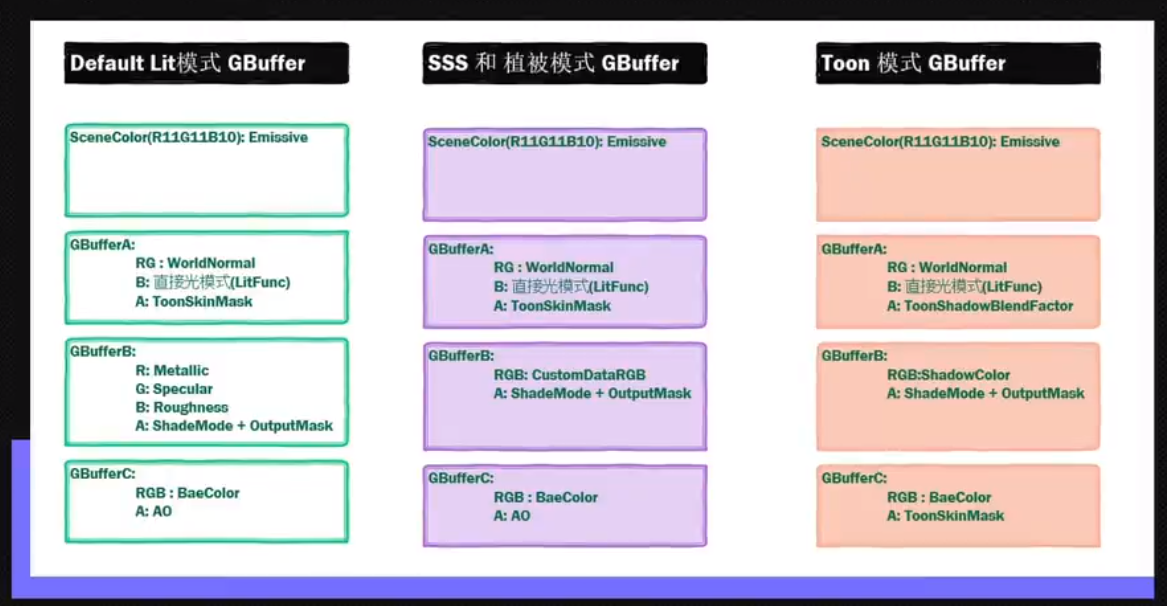 Default Lit模式 GBuffer
SceneColor(R11G11B10): Emissive
GBufferA:
RG : WorldNormal
B: 直接光模式(LitFunc)
A: ToonSkinMask
GBufferB:
R: Metallic
G: Specular
B: Roughness
A: ShadeMode + OutputMask
GBufferC:
RGB : BaeColor
A: AO
SSS 和 植被模式 GBuffer
SceneColor(R11G11B10): Emissive
GBufferA:
RG : WorldNormal
B: 直接光模式(LitFunc)
A: ToonSkinMask
GBufferB:
RGB: CustomDataRGB
A: ShadeMode + OutputMask
GBufferC:
RGB : BaeColor
A: AO
Toon 模式 GBuffer
SceneColor(R11G11B10): Emissive
GBufferA:
RG : WorldNormal
B: 直接光模式(LitFunc)
A: ToonShadowBlendFactor
GBufferB:
RGB:ShadowColor
A: ShadeMode + OutputMask
GBufferC:
RGB : BaeColor
A: ToonSkinMask